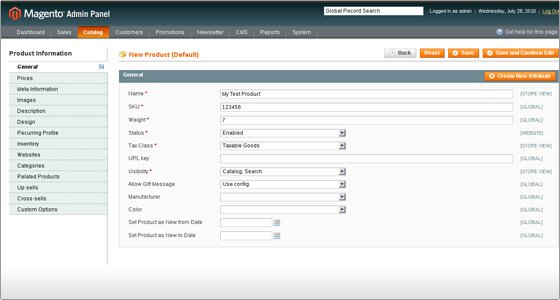 Magento Admin Panel
Global Record Search
Logged in as admin | Wednesday, July 28, 2010 | Log Ou
Dashboard Sales Catalog Customers Promotions Newsletter CMS Reports System
Get help for this page
Product Information
General
Prices
Meta Information
Images
Description
Design
Recurring Profile
Inventory
Websites
Categories
Related Products
Up-sells
Cross-sells
Custom Options
New Product (Default)
Back Reset Save Save and Continue Edit
General
Create New Attribute
Name * My Test Product [STORE VIEW]
SKU * 123456 [GLOBAL]
Weight * 7 [GLOBAL]
Status * Enabled [WEBSITE]
Tax Class * Taxable Goods [STORE VIEW]
URL key [GLOBAL]
Visibility * Catalog, Search [STORE VIEW]
Allow Gift Message Use config [GLOBAL]
Manufacturer [GLOBAL]
Color [GLOBAL]
Set Product as New from Date [GLOBAL]
Set Product as New to Date [GLOBAL]